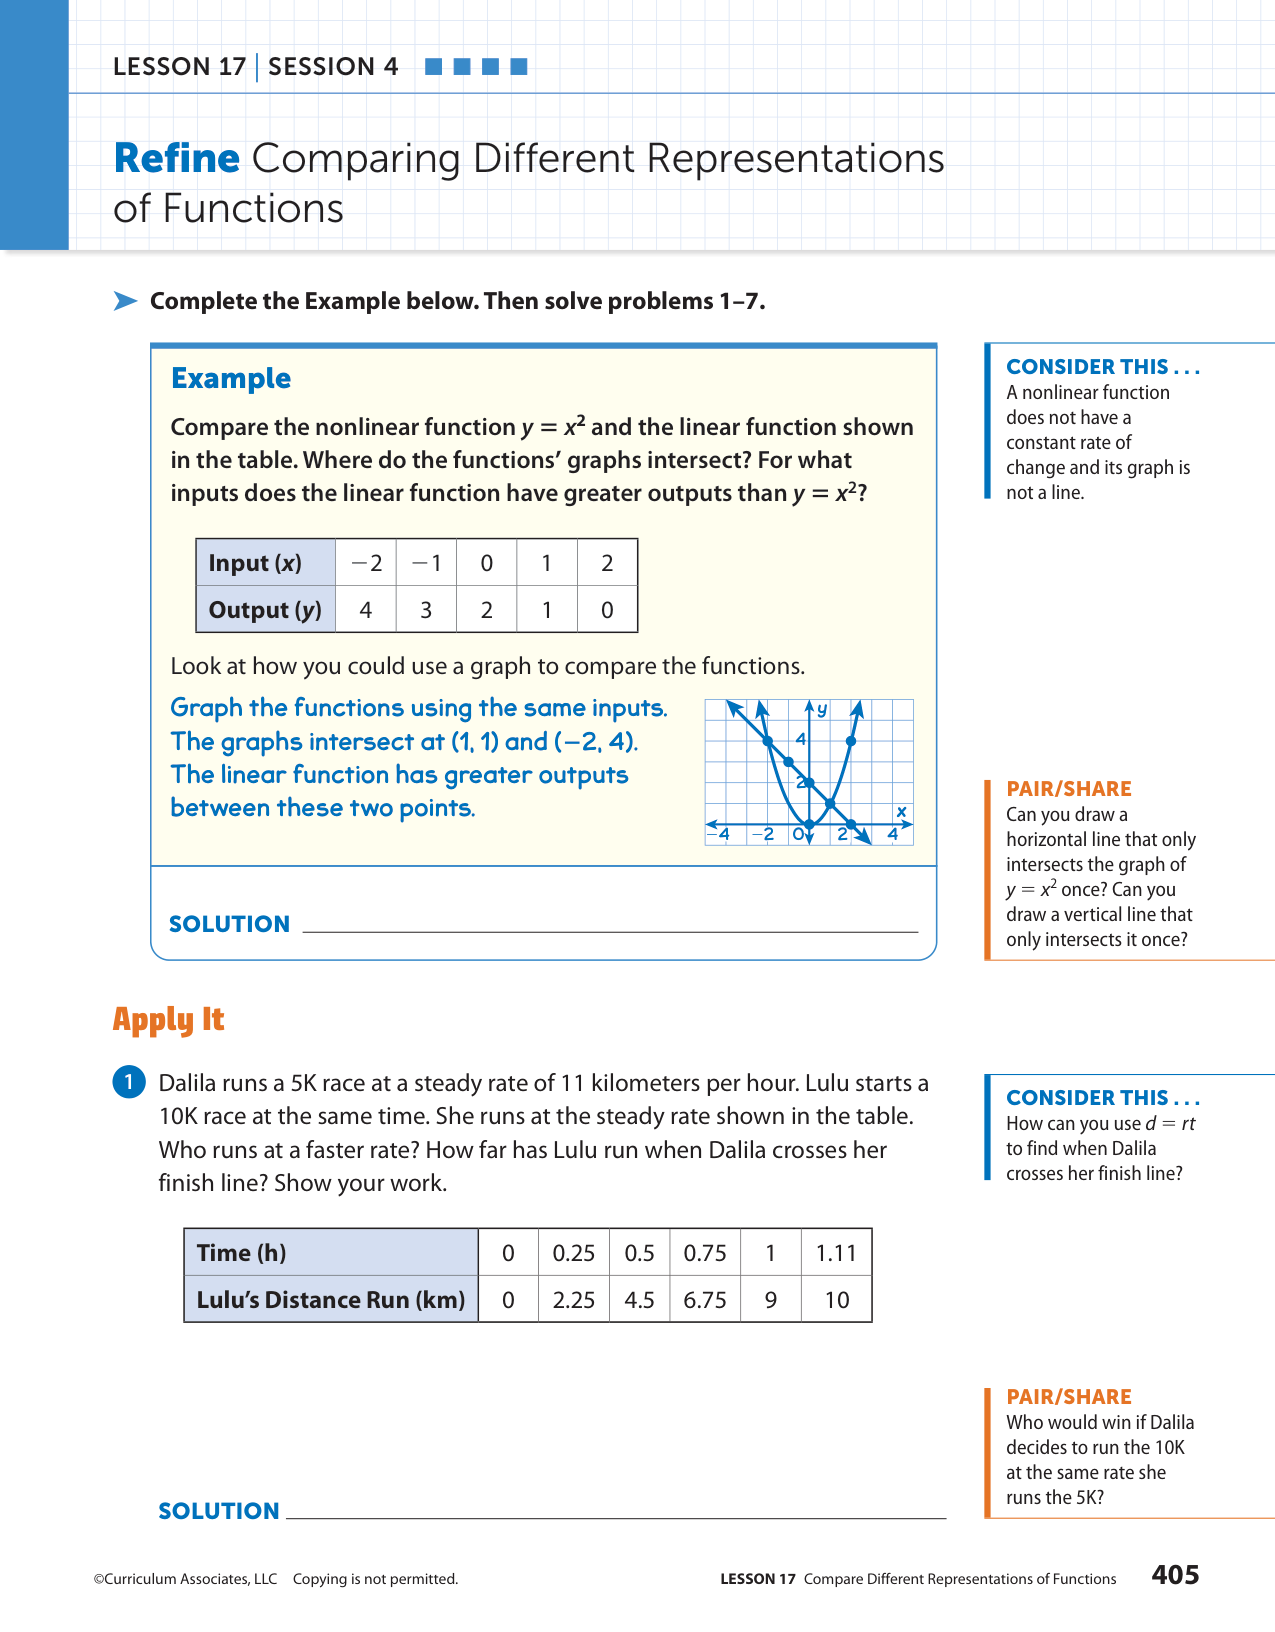 LESSON 17 | SESSION 4
Refine Comparing Different Representations
of Functions
Complete the Example below. Then solve problems 1–7.
Example
Compare the nonlinear function y = x² and the linear function shown
in the table. Where do the functions’ graphs intersect? For what
inputs does the linear function have greater outputs than y = x²?
Input (x) −2 −1 0 1 2
Output (y) 4 3 2 1 0
Look at how you could use a graph to compare the functions.
Graph the functions using the same inputs.
The graphs intersect at (1, 1) and (−2, 4).
The linear function has greater outputs
between these two points.
y
4
2
x
−4 −2 0 2 4
SOLUTION
CONSIDER THIS . . .
A nonlinear function
does not have a
constant rate of
change and its graph is
not a line.
PAIR/SHARE
Can you draw a
horizontal line that only
intersects the graph of
y = x² once? Can you
draw a vertical line that
only intersects it once?
Apply It
1 Dalila runs a 5K race at a steady rate of 11 kilometers per hour. Lulu starts a
10K race at the same time. She runs at the steady rate shown in the table.
Who runs at a faster rate? How far has Lulu run when Dalila crosses her
finish line? Show your work.
Time (h) 0 0.25 0.5 0.75 1 1.11
Lulu’s Distance Run (km) 0 2.25 4.5 6.75 9 10
SOLUTION
CONSIDER THIS . . .
How can you use d = rt
to find when Dalila
crosses her finish line?
PAIR/SHARE
Who would win if Dalila
decides to run the 10K
at the same rate she
runs the 5K?
©Curriculum Associates, LLC Copying is not permitted.
LESSON 17 Compare Different Representations of Functions 405